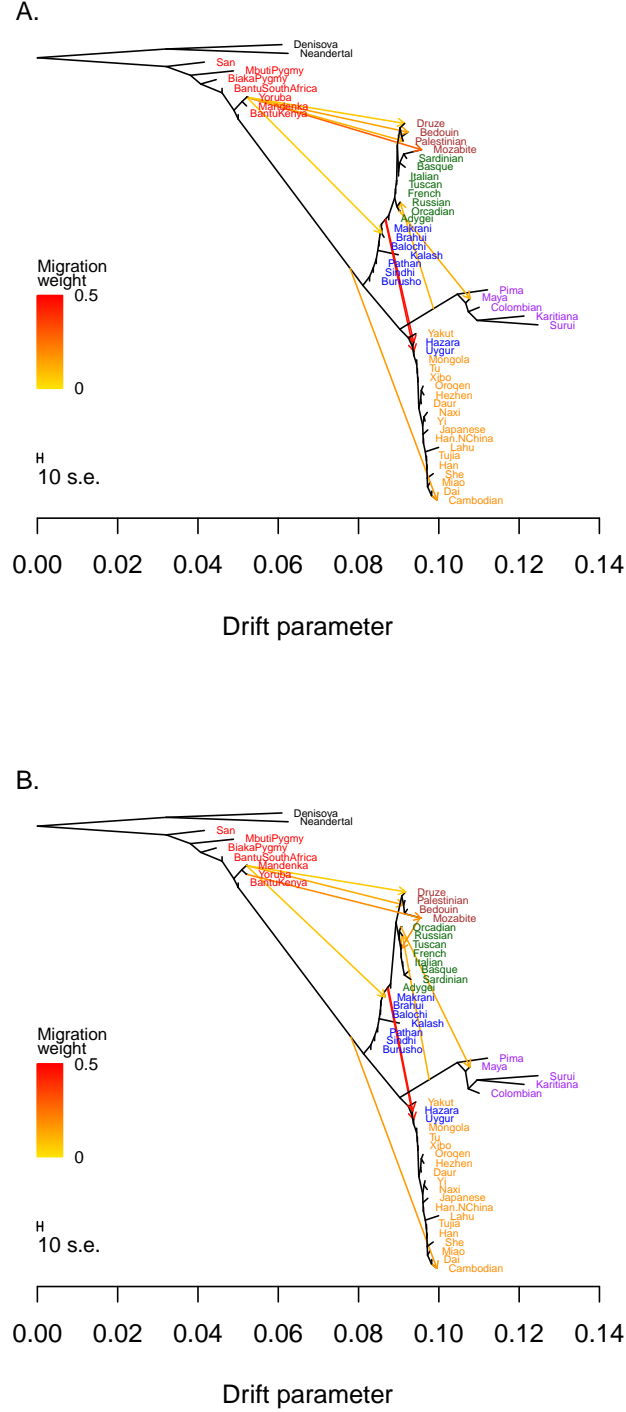 A.
Denisova
Neandertal
San
MbutiPygmy
BiakaPygmy
BantuSouthAfrica
Yoruba
Mandenka
BantuKenya
Druze
Bedouin
Palestinian
Mozabite
Sardinian
Basque
Italian
Tuscan
French
Russian
Orcadian
Adygei
Makrani
Brahui
Balochi
Kalash
Pathan
Sindhi
Burusho
Pima
Maya
Colombian
Karitiana
Surui
Yakut
Hazara
Uygur
Mongola
Tu
Xibo
Oroqen
Hezhen
Daur
Naxi
Yi
Japanese
Han.NChina
Lahu
Tujia
Han
She
Miao
Dai
Cambodian
Migration
weight
0.5
0
10 s.e.
0.00 0.02 0.04 0.06 0.08 0.10 0.12 0.14
Drift parameter
B.
Denisova
Neandertal
San
MbutiPygmy
BiakaPygmy
BantuSouthAfrica
Mandenka
Yoruba
BantuKenya
Druze
Palestinian
Bedouin
Mozabite
Orcadian
Russian
Tuscan
French
Italian
Basque
Sardinian
Adygei
Makrani
Brahui
Balochi
Kalash
Pathan
Sindhi
Burusho
Pima
Maya
Surui
Karitiana
Colombian
Yakut
Hazara
Uygur
Mongola
Tu
Xibo
Oroqen
Hezhen
Daur
Yi
Naxi
Japanese
Han.NChina
Lahu
Tujia
Han
She
Miao
Dai
Cambodian
Migration
weight
0.5
0
10 s.e.
0.00 0.02 0.04 0.06 0.08 0.10 0.12 0.14
Drift parameter